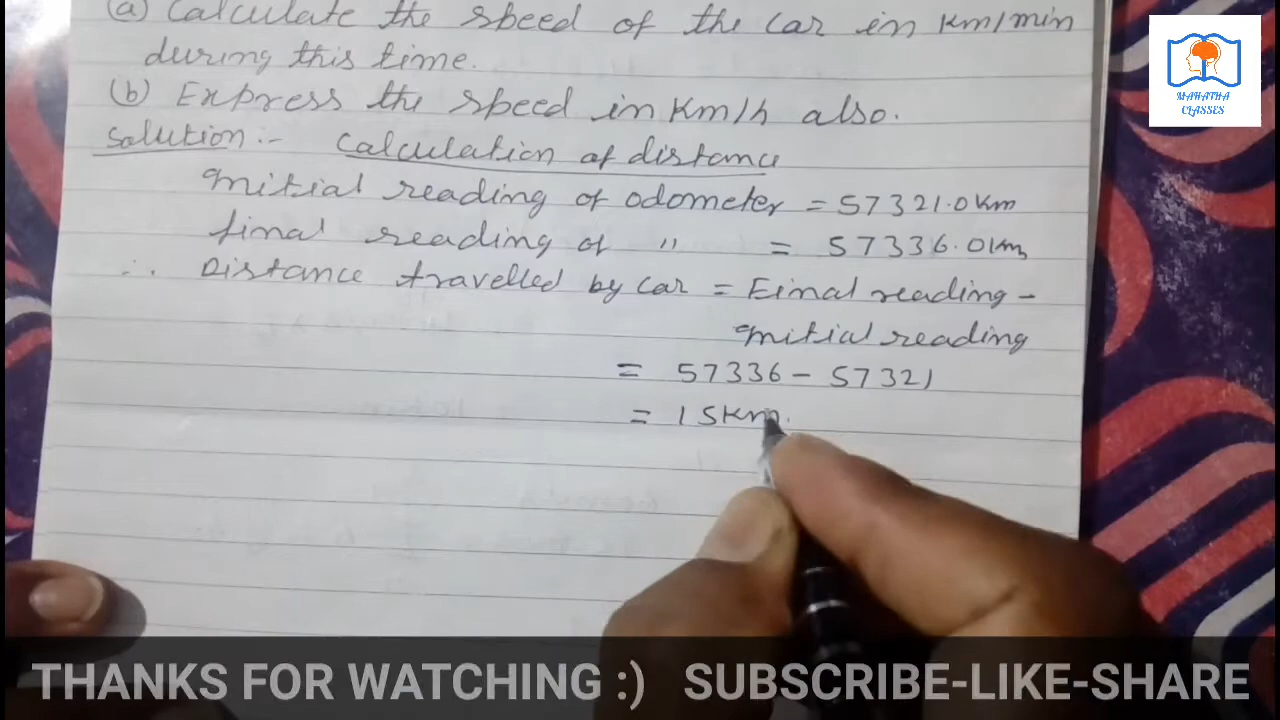 (a) Calculate the speed of the car in km/min
during this time.
(b) Express the speed in Km/h also.
Solution:- Calculation of distance
Initial reading of odometer = 57321.0 Km
final reading of " = 57336.0 Km
∴ Distance travelled by car = Final reading -
Initial reading
= 57336 - 57321
= 15 Km.
MAHATHA
CLASSES
THANKS FOR WATCHING :) SUBSCRIBE-LIKE-SHARE